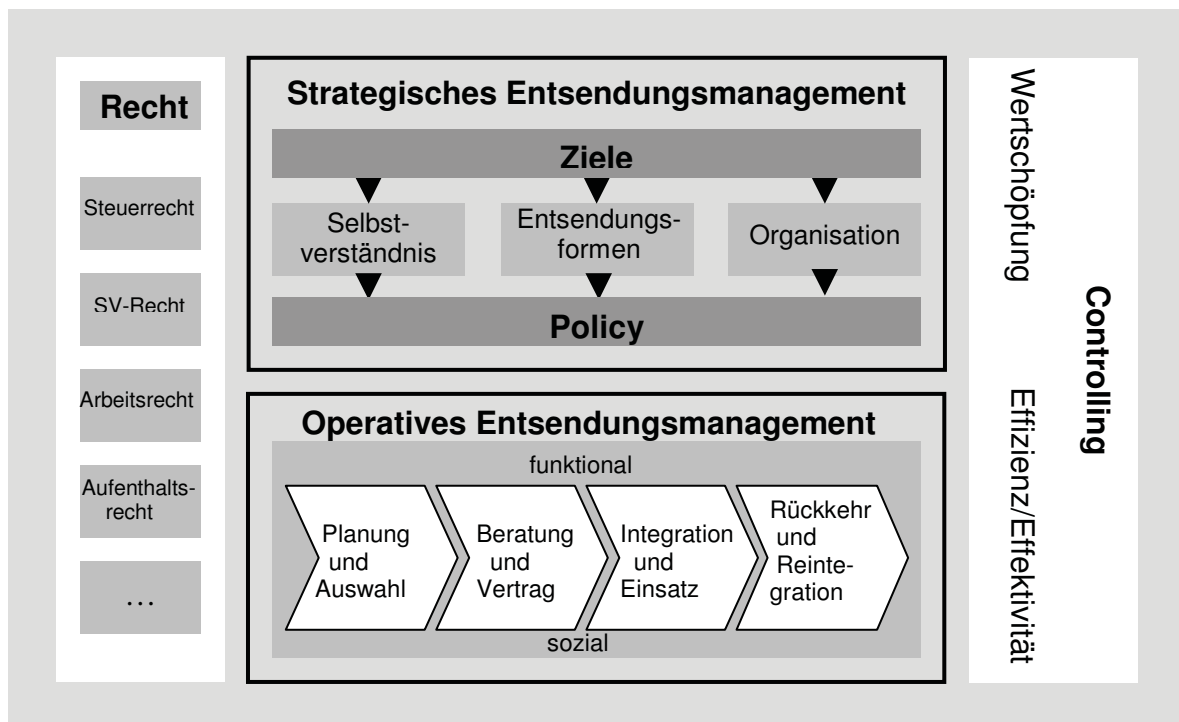 Recht
Steuerrecht
SV-Recht
Arbeitsrecht
Aufenthalts-
recht
...
Strategisches Entsendungsmanagement
Ziele
Selbst-
verständnis
Entsendungs-
formen
Organisation
Policy
Operatives Entsendungsmanagement
funktional
Planung
und
Auswahl
Beratung
und
Vertrag
Integration
und
Einsatz
Rückkehr
und
Reinte-
gration
sozial
Controlling
Wertschöpfung
Effizienz/Effektivität